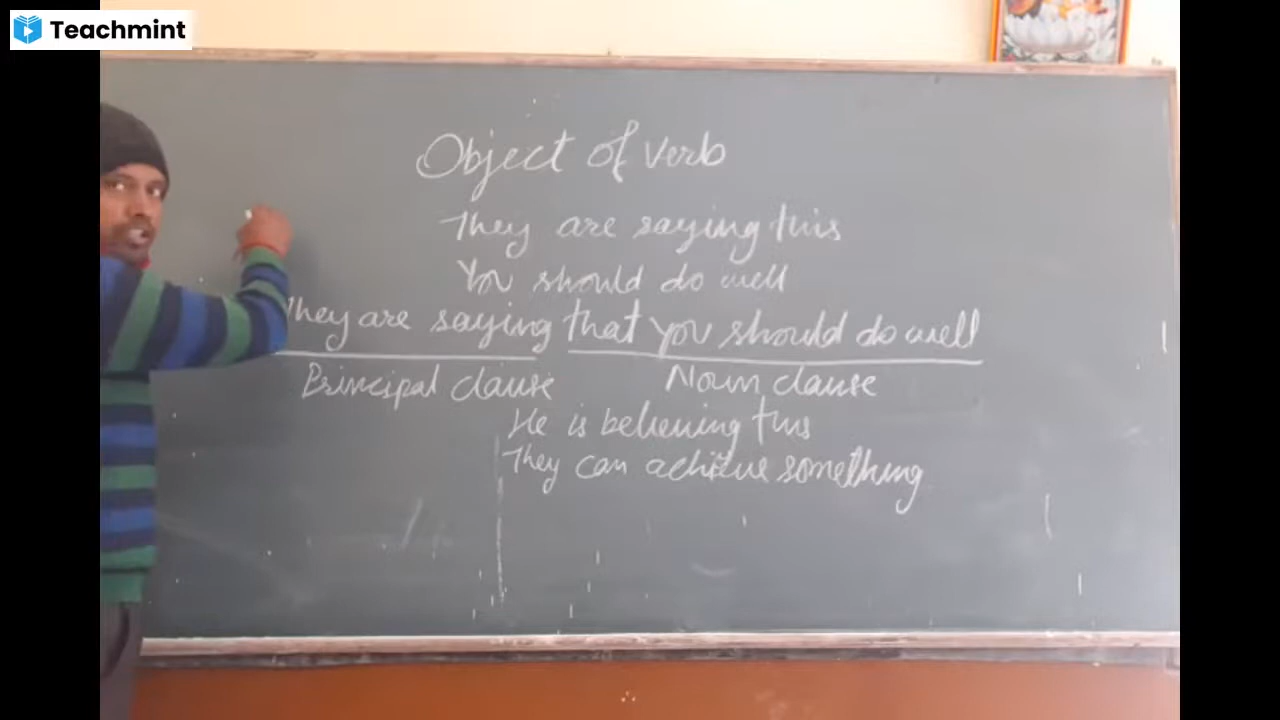 Teachmint
Object of Verb
They are saying this
You should do well
They are saying that you should do well
Principal clause Noun clause
He is believing this
They can achieve something